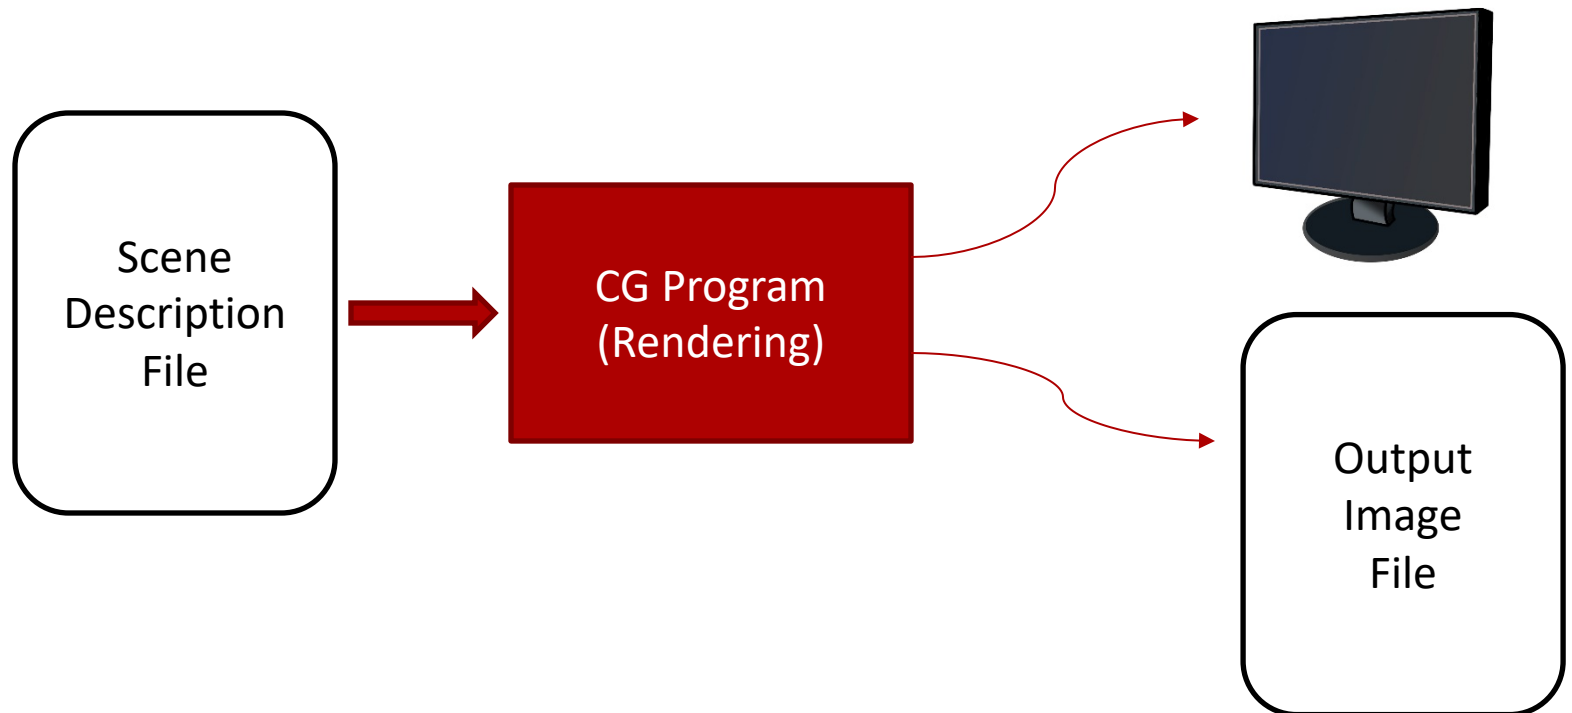 Scene
Description
File
CG Program
(Rendering)
Output
Image
File